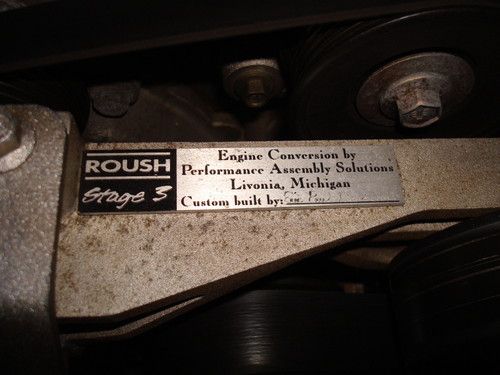 ROUSH
Stage 3
Engine Conversion by
Performance Assembly Solutions
Livonia, Michigan
Custom built by: